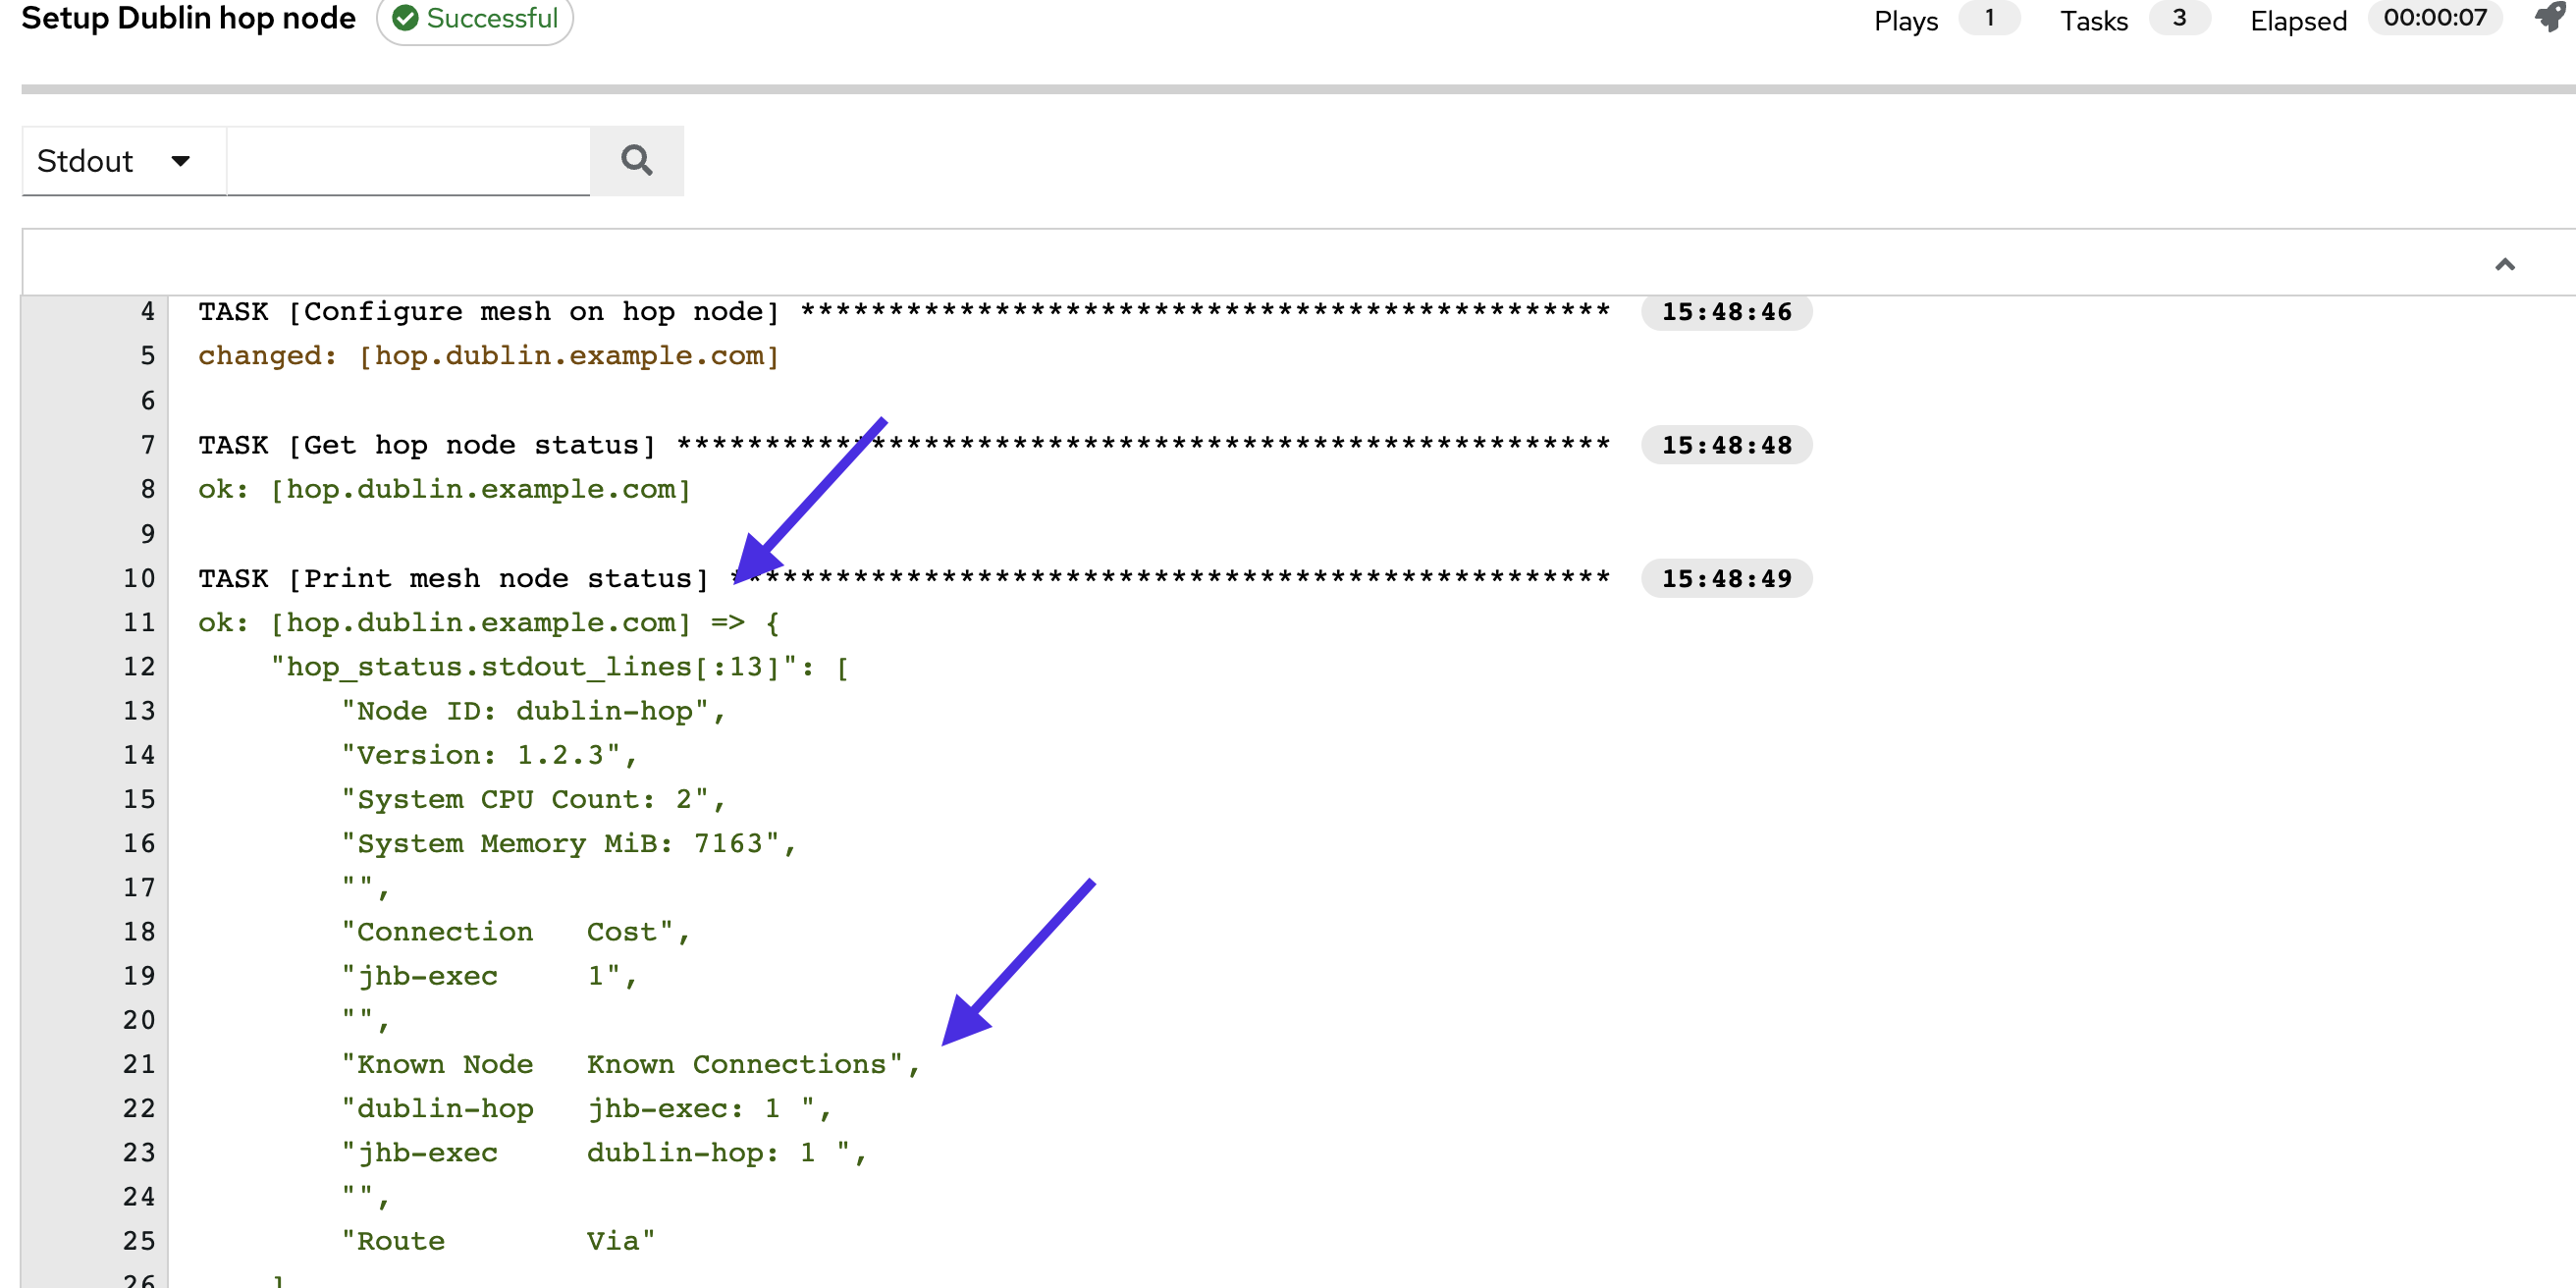 Setup Dublin hop node Successful Plays 1 Tasks 3 Elapsed 00:00:07
Stdout
4 TASK [Configure mesh on hop node] ********************************************** 15:48:46
5 changed: [hop.dublin.example.com]
6
7 TASK [Get hop node status] ***************************************************** 15:48:48
8 ok: [hop.dublin.example.com]
9
10 TASK [Print mesh node status] ************************************************** 15:48:49
11 ok: [hop.dublin.example.com] => {
12     "hop_status.stdout_lines[:13]": [
13         "Node ID: dublin-hop",
14         "Version: 1.2.3",
15         "System CPU Count: 2",
16         "System Memory MiB: 7163",
17         "",
18         "Connection   Cost",
19         "jhb-exec     1",
20         "",
21         "Known Node   Known Connections",
22         "dublin-hop   jhb-exec: 1 ",
23         "jhb-exec     dublin-hop: 1 ",
24         "",
25         "Route        Via"
26     ]